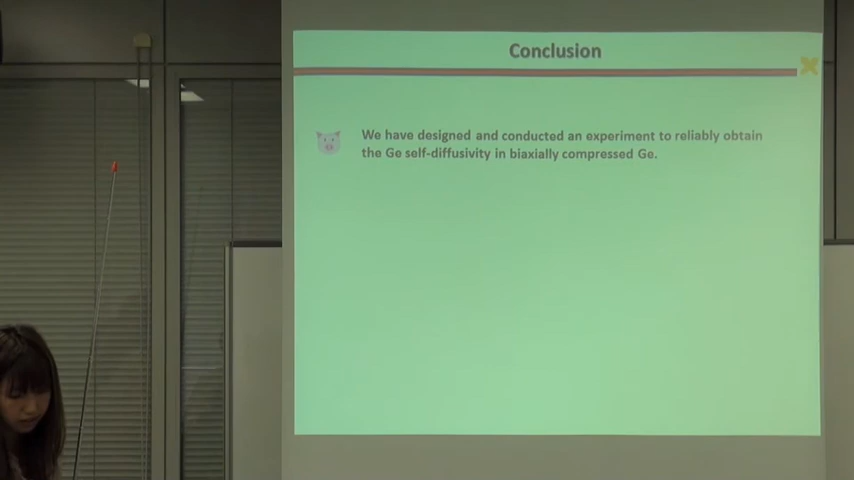 Conclusion
We have designed and conducted an experiment to reliably obtain
the Ge self-diffusivity in biaxially compressed Ge.